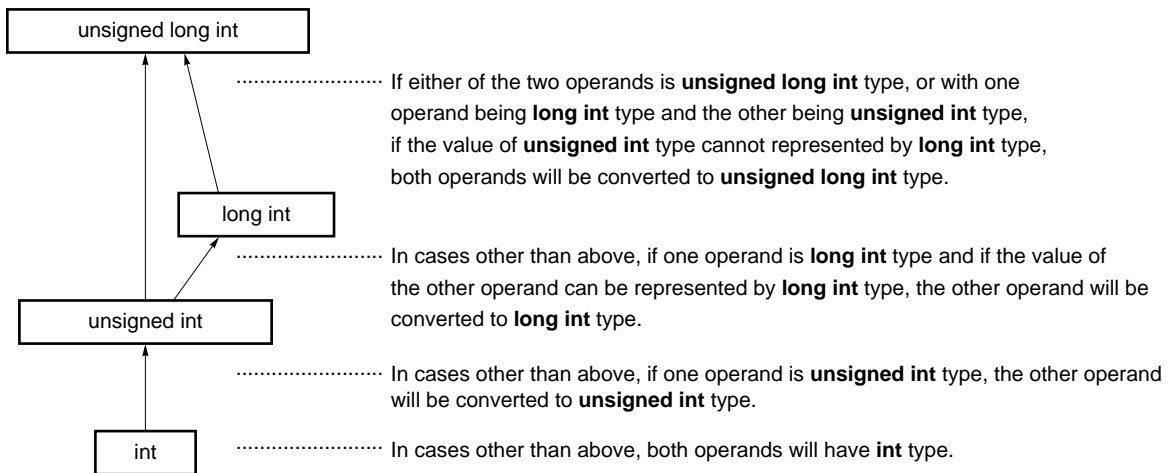 unsigned long int
If either of the two operands is unsigned long int type, or with one
operand being long int type and the other being unsigned int type,
if the value of unsigned int type cannot represented by long int type,
both operands will be converted to unsigned long int type.
long int
In cases other than above, if one operand is long int type and if the value of
the other operand can be represented by long int type, the other operand will be
converted to long int type.
unsigned int
In cases other than above, if one operand is unsigned int type, the other operand
will be converted to unsigned int type.
int
In cases other than above, both operands will have int type.